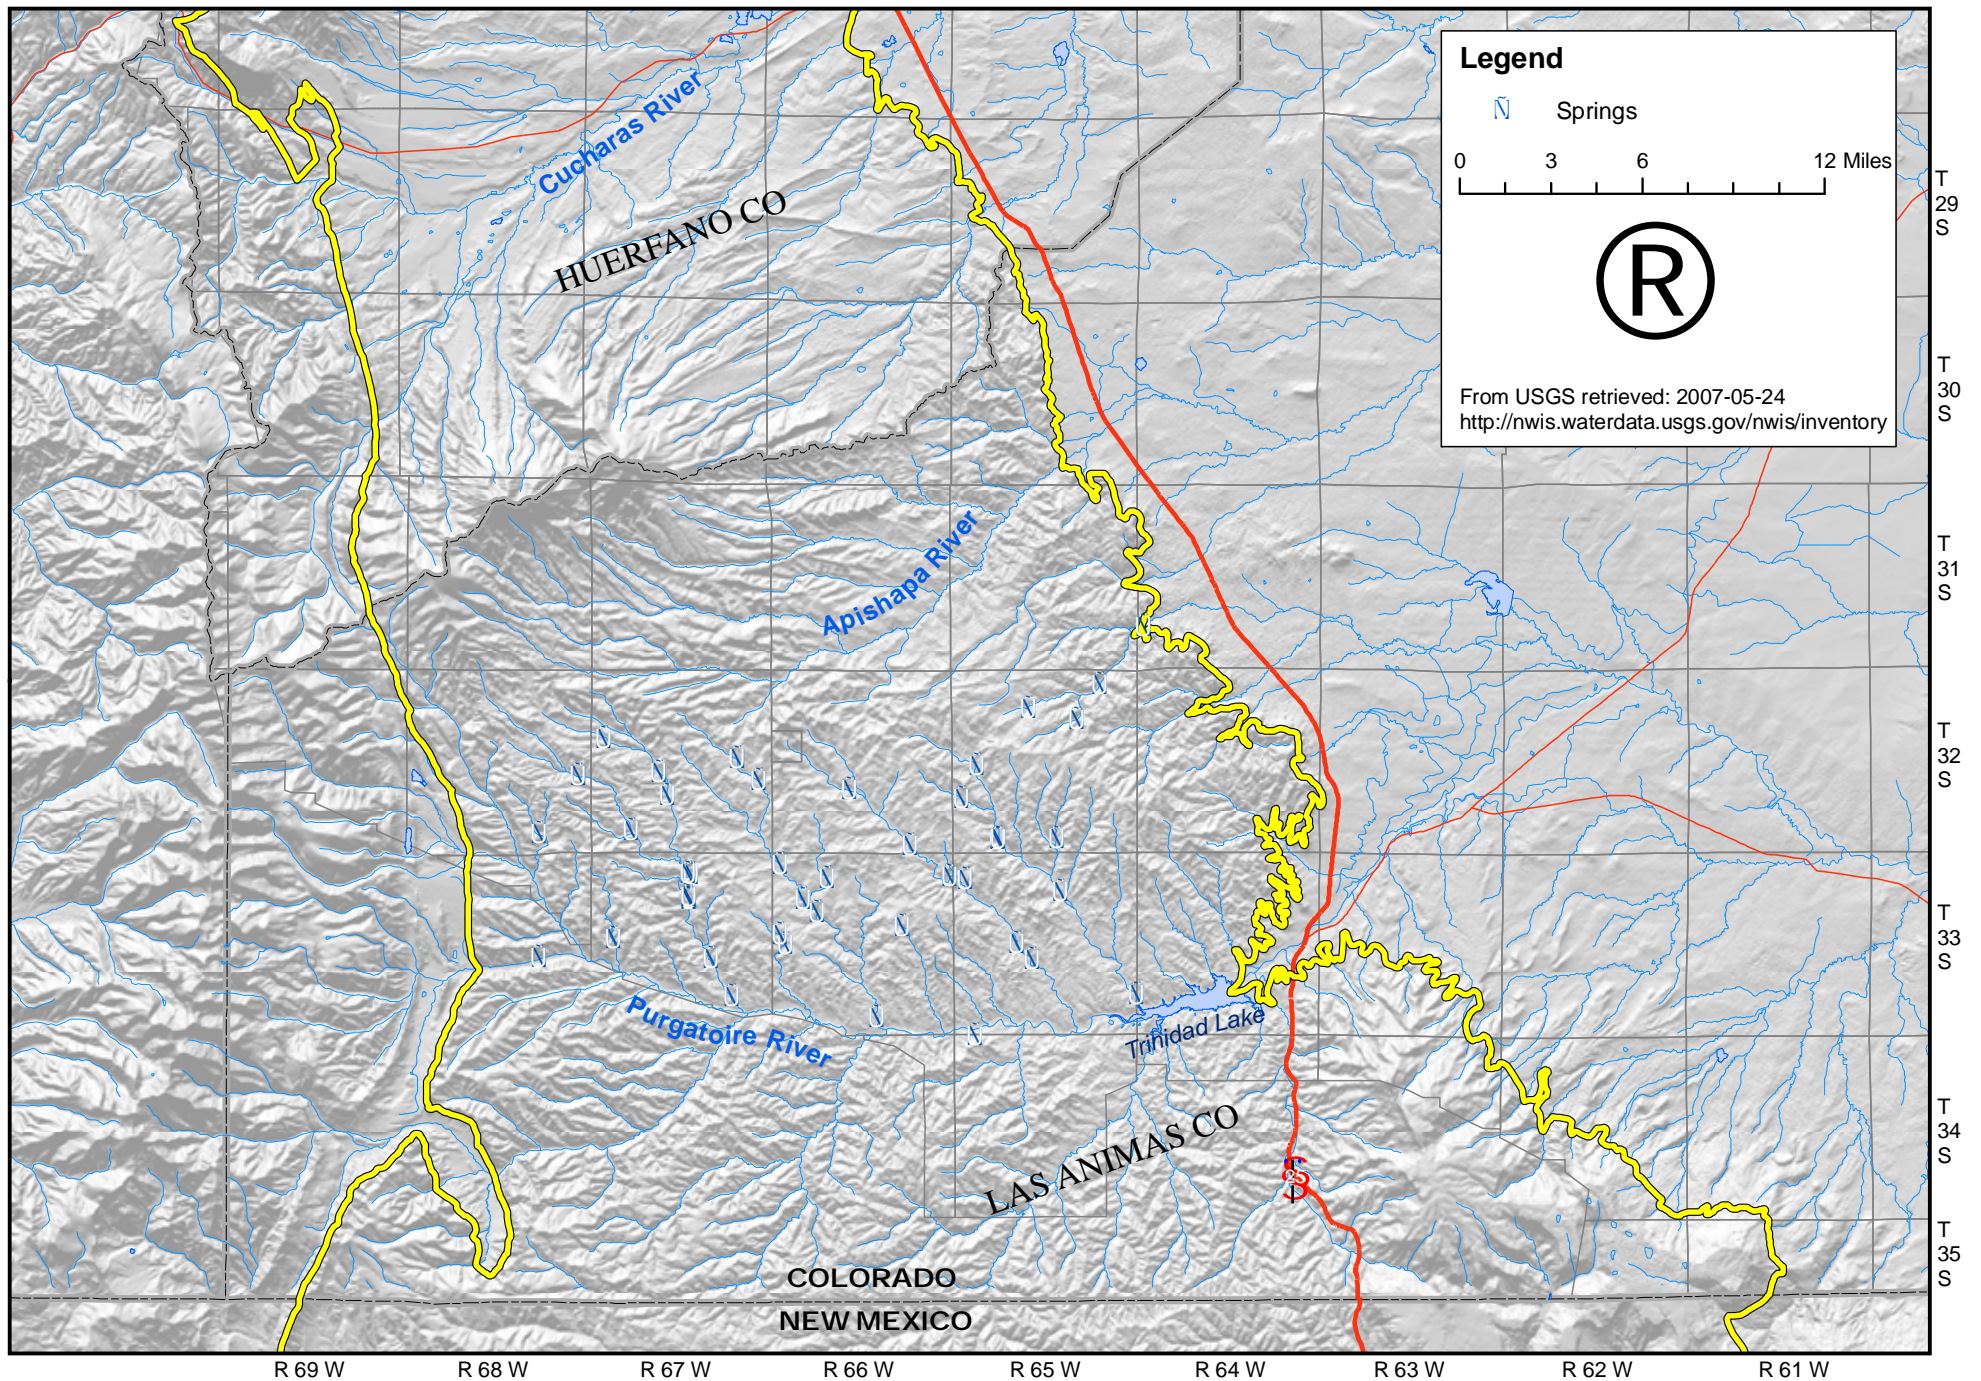 Legend
Ñ Springs
0 3 6 12 Miles
R
From USGS retrieved: 2007-05-24
http://nwis.waterdata.usgs.gov/nwis/inventory
Cucharas River
HUERFANO CO
Apishapa River
Purgatoire River
Trinidad Lake
LAS ANIMAS CO
25
COLORADO
NEW MEXICO
T
29
S
T
30
S
T
31
S
T
32
S
T
33
S
T
34
S
T
35
S
R 69 W R 68 W R 67 W R 66 W R 65 W R 64 W R 63 W R 62 W R 61 W